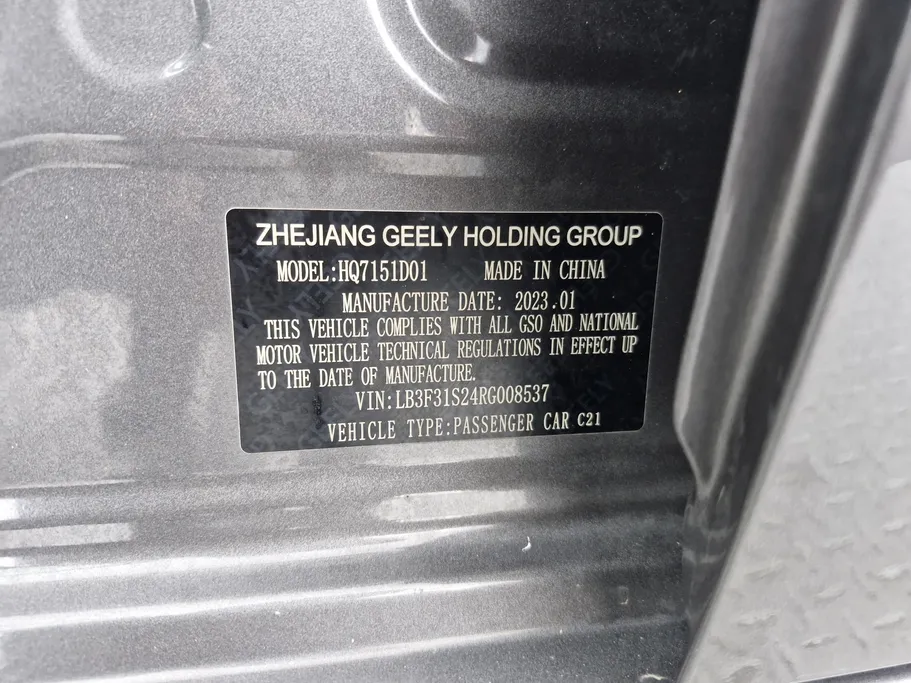 ZHEJIANG GEELY HOLDING GROUP
MODEL:HQ7151D01 MADE IN CHINA
MANUFACTURE DATE: 2023.01
THIS VEHICLE COMPLIES WITH ALL GSO AND NATIONAL
MOTOR VEHICLE TECHNICAL REGULATIONS IN EFFECT UP
TO THE DATE OF MANUFACTURE.
VIN:LB3F31S24RG008537
VEHICLE TYPE:PASSENGER CAR C21